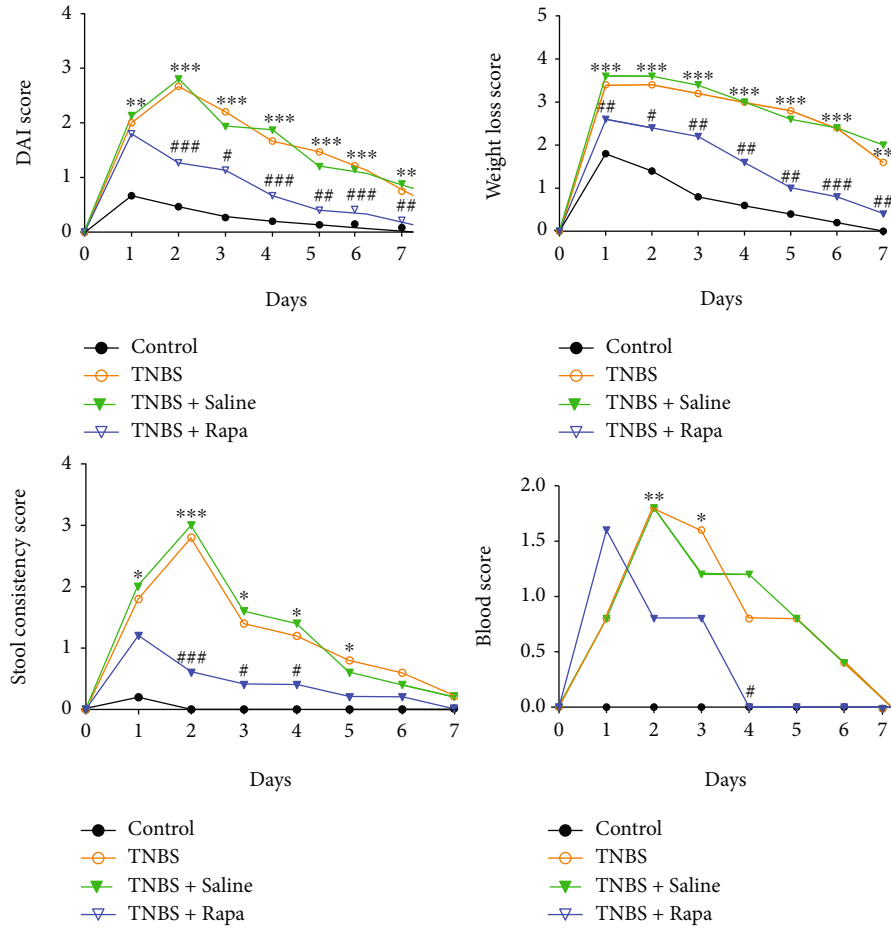 DAI score
4
3
2
1
0
**
***
***
***
***
***
**
###
#
###
##
###
##
0 1 2 3 4 5 6 7
Days
Control
TNBS
TNBS + Saline
TNBS + Rapa
Weight loss score
5
4
3
2
1
0
***
***
***
***
***
***
**
##
#
##
##
##
###
##
0 1 2 3 4 5 6 7
Days
Control
TNBS
TNBS + Saline
TNBS + Rapa
Stool consistency score
4
3
2
1
0
*
***
*
*
*
###
#
#
0 1 2 3 4 5 6 7
Days
Control
TNBS
TNBS + Saline
TNBS + Rapa
Blood score
2.0
1.5
1.0
0.5
0.0
**
*
#
0 1 2 3 4 5 6 7
Days
Control
TNBS
TNBS + Saline
TNBS + Rapa